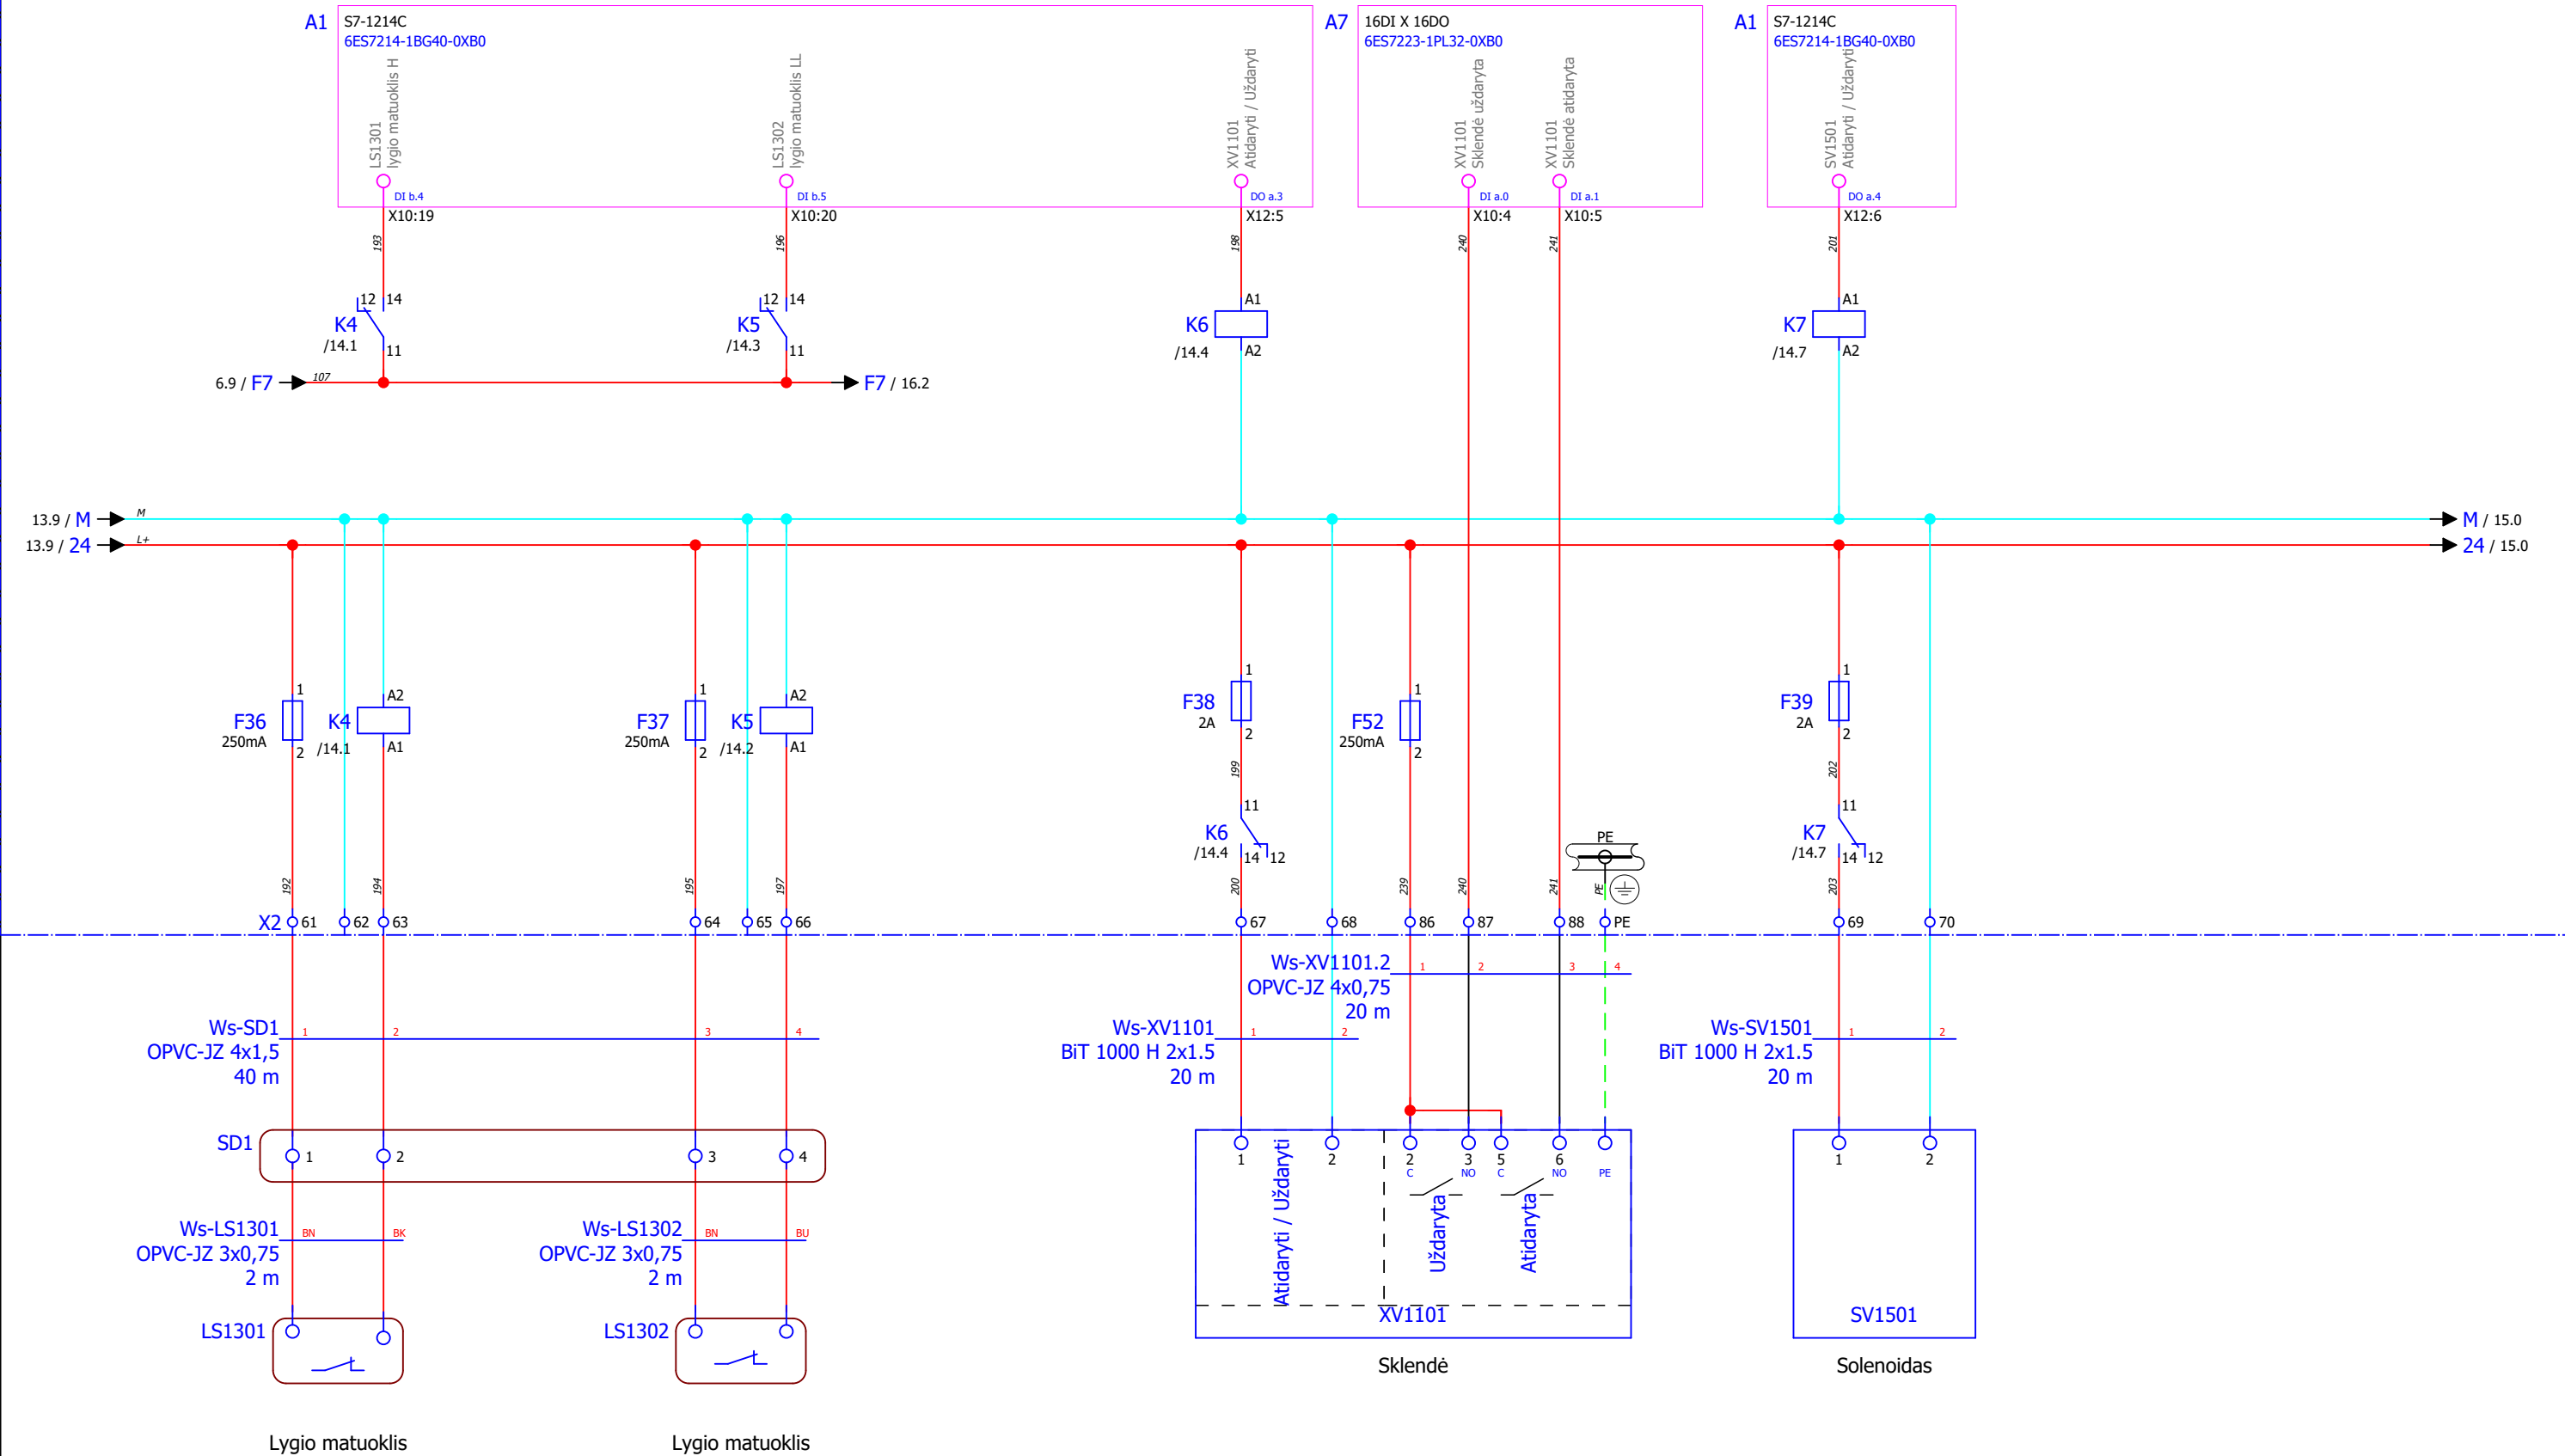 A1
S7-1214C
6ES7214-1BG40-0XB0
LS1301
lygio matuoklis H
DI b.4
X10:19
LS1302
lygio matuoklis LL
DI b.5
X10:20
XV1101
Atidaryti / Uždaryti
DO a.3
X12:5
A7
16DI X 16DO
6ES7223-1PL32-0XB0
XV1101
Sklendė uždaryta
DI a.0
X10:4
XV1101
Sklendė atidaryta
DI a.1
X10:5
A1
S7-1214C
6ES7214-1BG40-0XB0
SV1501
Atidaryti / Uždaryti
DO a.4
X12:6
193
196
198
240
241
201
12 14
K4
/14.1
11
12 14
K5
/14.3
11
A1
K6
/14.4
A2
A1
K7
/14.7
A2
6.9 / F7
107
F7 / 16.2
13.9 / M
M
M / 15.0
13.9 / 24
L+
24 / 15.0
1
F36
250mA
2
A2
K4
/14.1
A1
1
F37
250mA
2
A2
K5
/14.2
A1
1
F38
2A
2
1
F52
250mA
2
1
F39
2A
2
199
202
11
K6
/14.4
14 12
11
K7
/14.7
14 12
PE
192
194
195
197
200
239
240
241
PE
203
X2
61
62
63
64
65
66
67
68
86
87
88
PE
69
70
Ws-XV1101.2
OPVC-JZ 4x0,75
20 m
1
2
3
4
Ws-SD1
OPVC-JZ 4x1,5
40 m
1
2
3
4
Ws-XV1101
BiT 1000 H 2x1.5
20 m
1
2
Ws-SV1501
BiT 1000 H 2x1.5
20 m
1
2
SD1
1
2
3
4
1
Atidaryti / Uždaryti
2
2
C
3
NO
5
C
6
NO
PE
Uždaryta
Atidaryta
XV1101
1
2
SV1501
Ws-LS1301
OPVC-JZ 3x0,75
2 m
BN
BK
Ws-LS1302
OPVC-JZ 3x0,75
2 m
BN
BU
LS1301
LS1302
Sklendė
Solenoidas
Lygio matuoklis
Lygio matuoklis